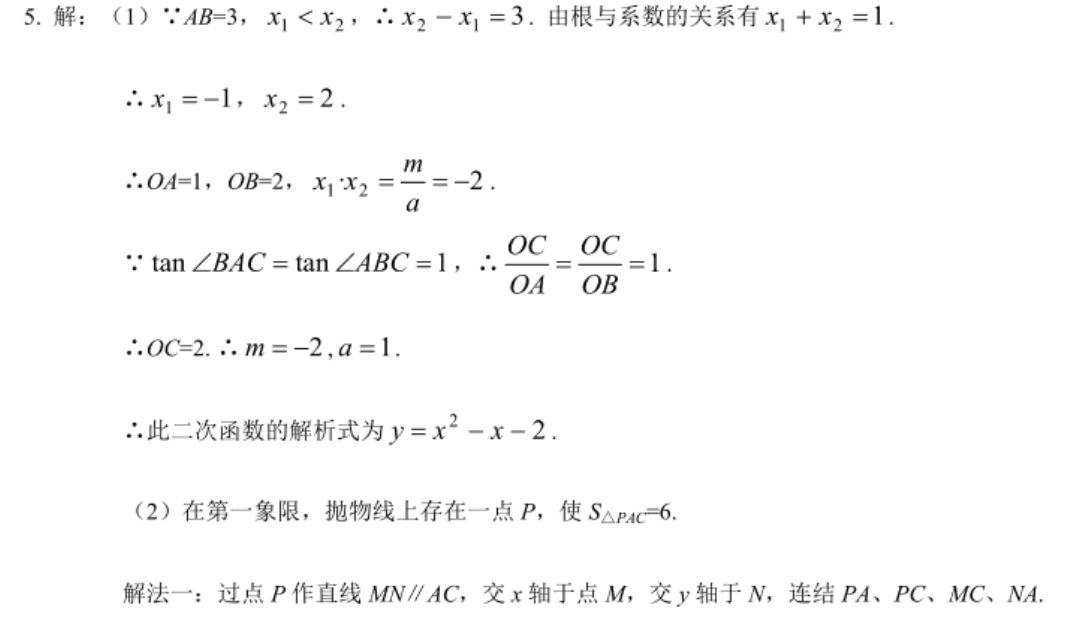 5. 解：（1）∵AB=3，x₁ < x₂，∴x₂ − x₁ = 3．由根与系数的关系有 x₁ + x₂ = 1．
∴x₁ = −1，x₂ = 2．
∴OA=1，OB=2，x₁·x₂ = m/a = −2．
∵ tan ∠BAC = tan ∠ABC = 1，∴ OC/OA = OC/OB = 1．
∴OC=2. ∴ m = −2 , a = 1．
∴此二次函数的解析式为 y = x² − x − 2．
（2）在第一象限，抛物线上存在一点 P，使 S△PAC=6.
解法一：过点 P 作直线 MN∥AC，交 x 轴于点 M，交 y 轴于 N，连结 PA、PC、MC、NA.